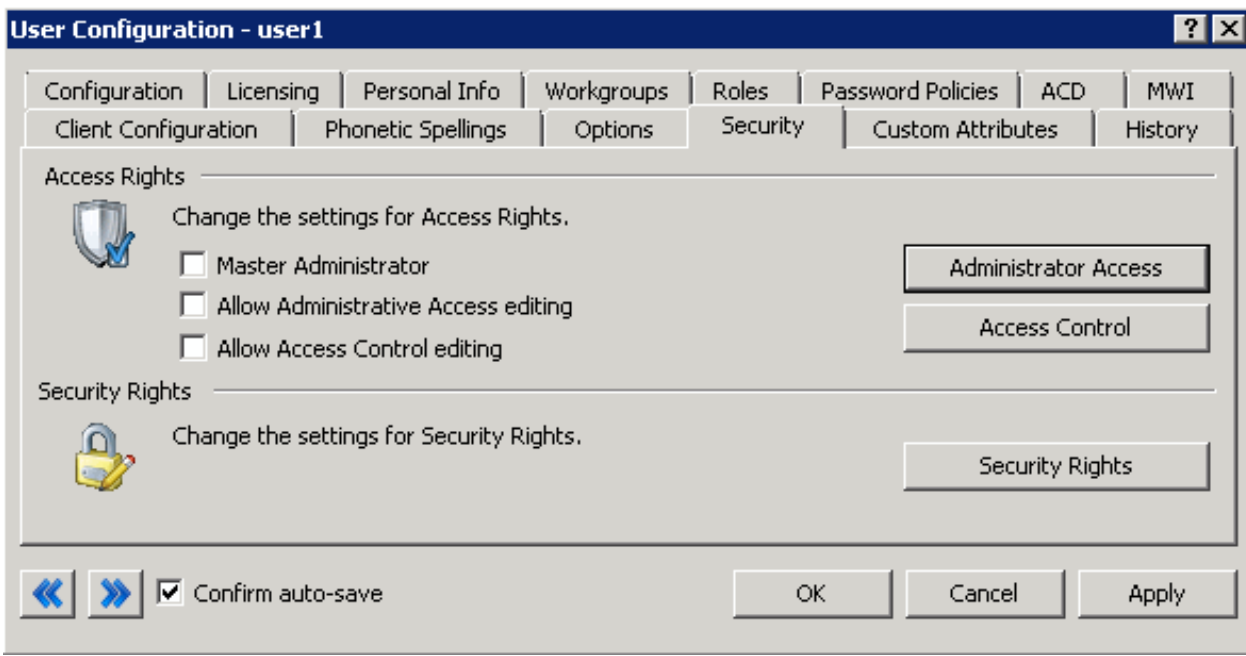 User Configuration - user1
Configuration Licensing Personal Info Workgroups Roles Password Policies ACD MWI
Client Configuration Phonetic Spellings Options Security Custom Attributes History
Access Rights
Change the settings for Access Rights.
Master Administrator
Administrator Access
Allow Administrative Access editing
Access Control
Allow Access Control editing
Security Rights
Change the settings for Security Rights.
Security Rights
Confirm auto-save OK Cancel Apply